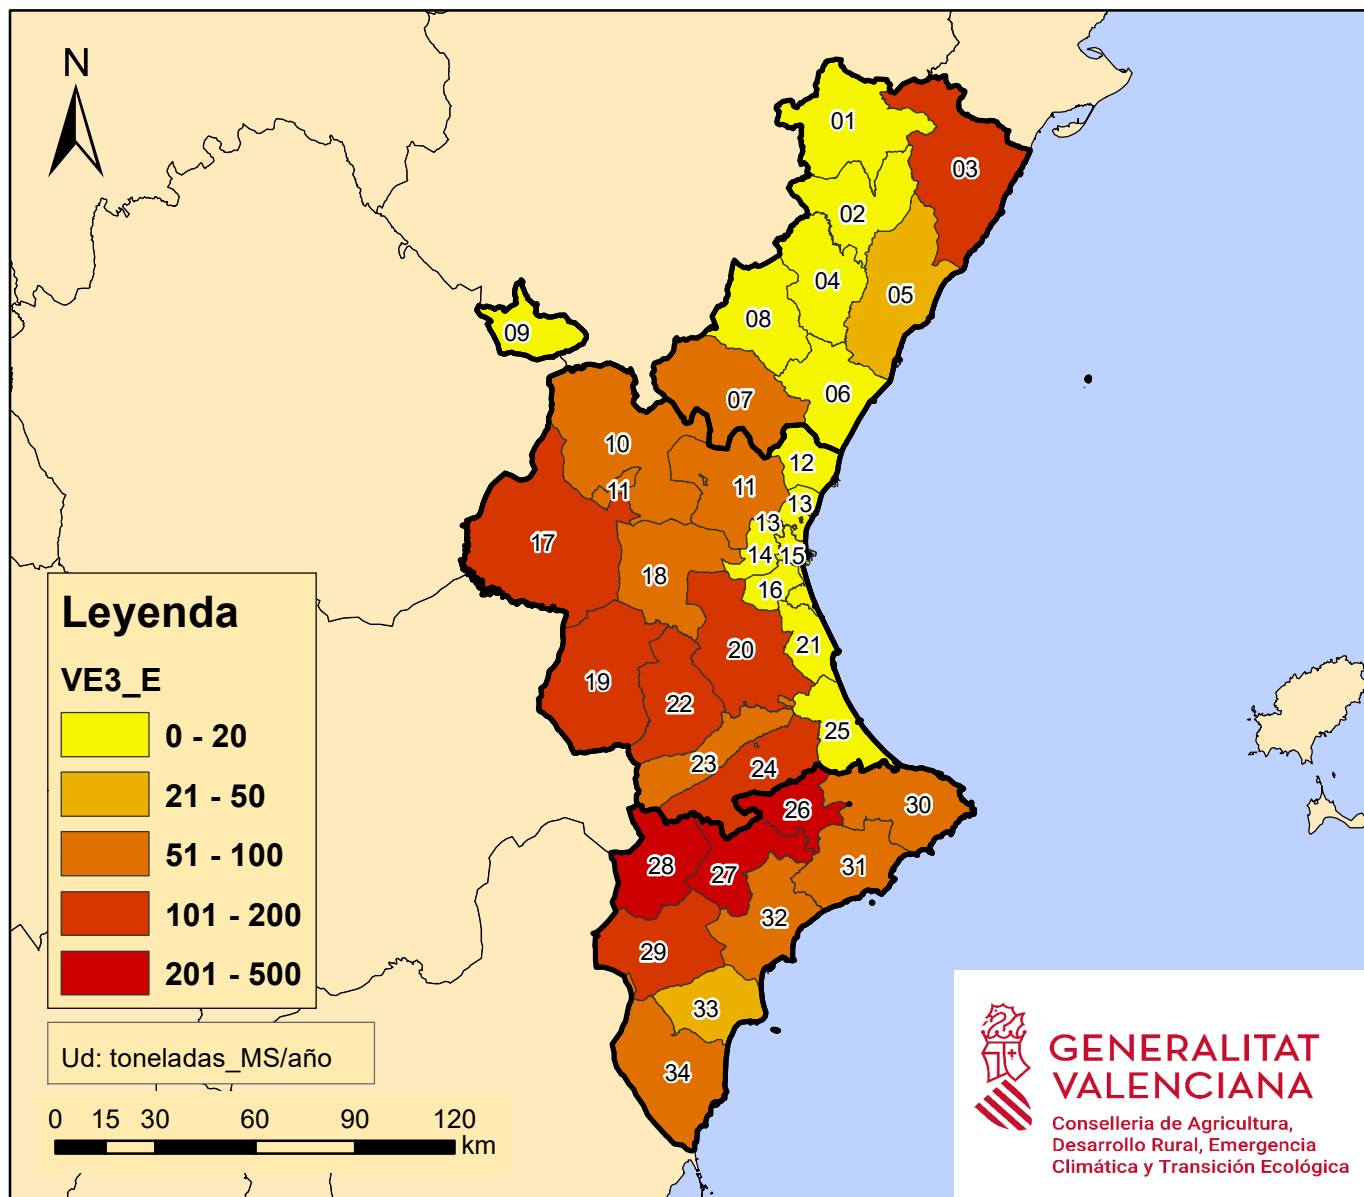 N
01
03
02
04
05
08
09
06
07
10
12
11
11
13
13
17
14
15
18
16
20
21
19
22
25
23
24
26
30
28
27
31
32
29
33
34
Leyenda
VE3_E
0 - 20
21 - 50
51 - 100
101 - 200
201 - 500
Ud: toneladas_MS/año
0 15 30 60 90 120
km
GENERALITAT
VALENCIANA
Conselleria de Agricultura,
Desarrollo Rural, Emergencia
Climática y Transición Ecológica